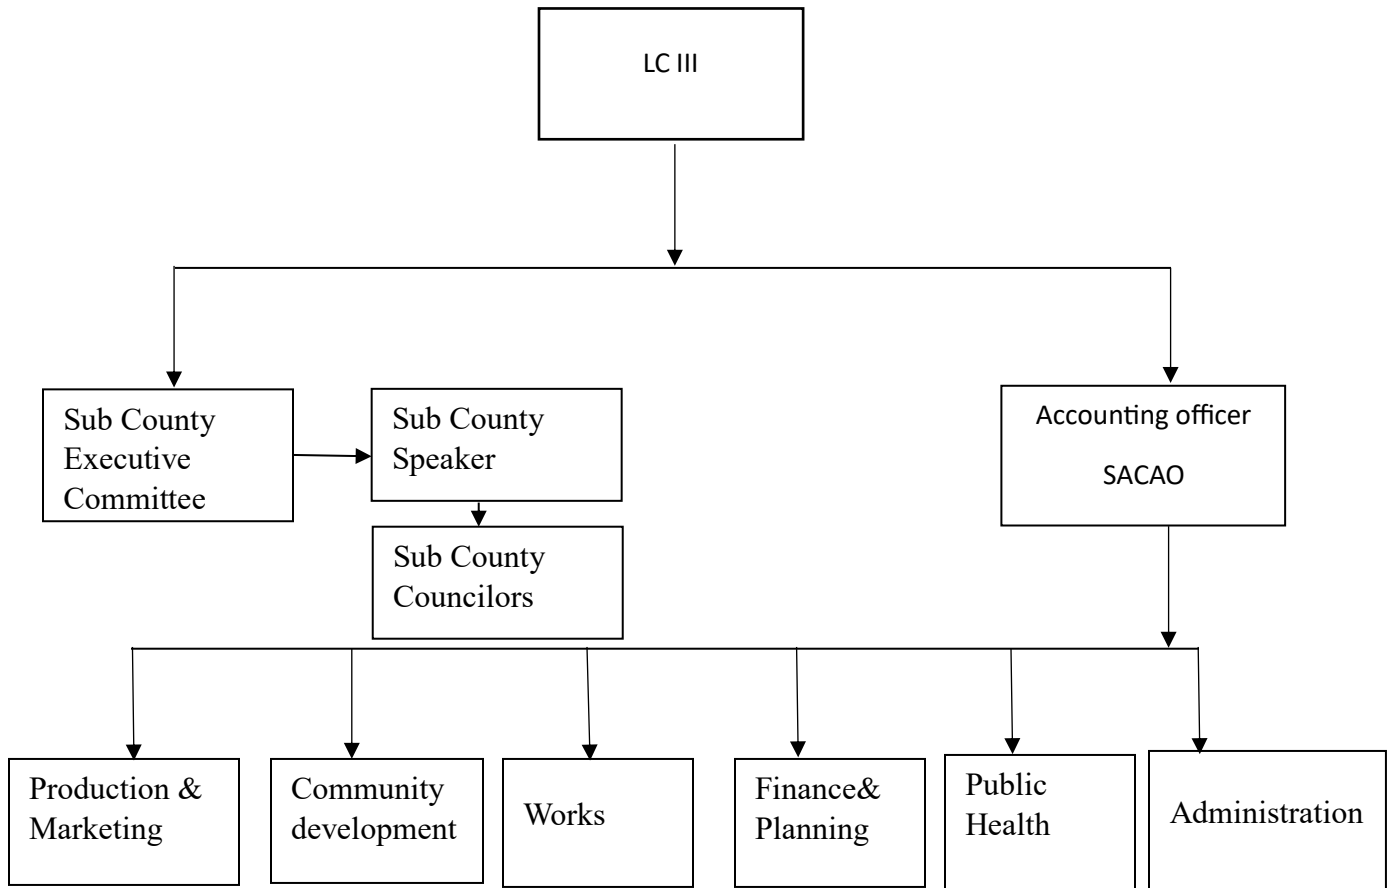 LC III
Sub County
Executive
Committee
Sub County
Speaker
Accounting officer
SACAO
Sub County
Councilors
Production &
Marketing
Community
development
Works
Finance&
Planning
Public
Health
Administration